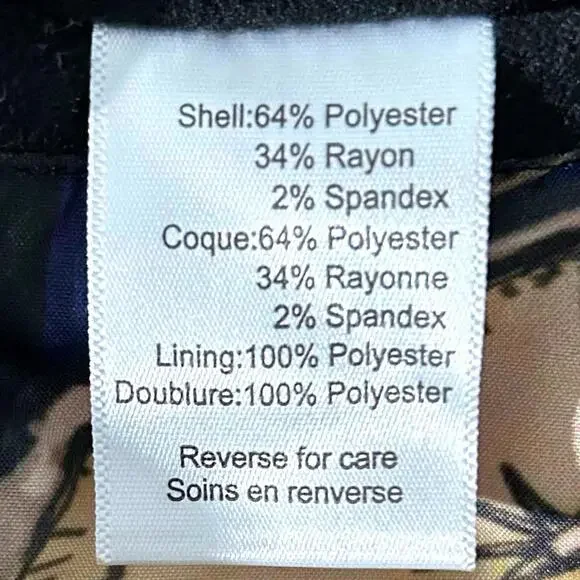 Shell:64% Polyester
34% Rayon
2% Spandex
Coque:64% Polyester
34% Rayonne
2% Spandex
Lining:100% Polyester
Doublure:100% Polyester
Reverse for care
Soins en renverse